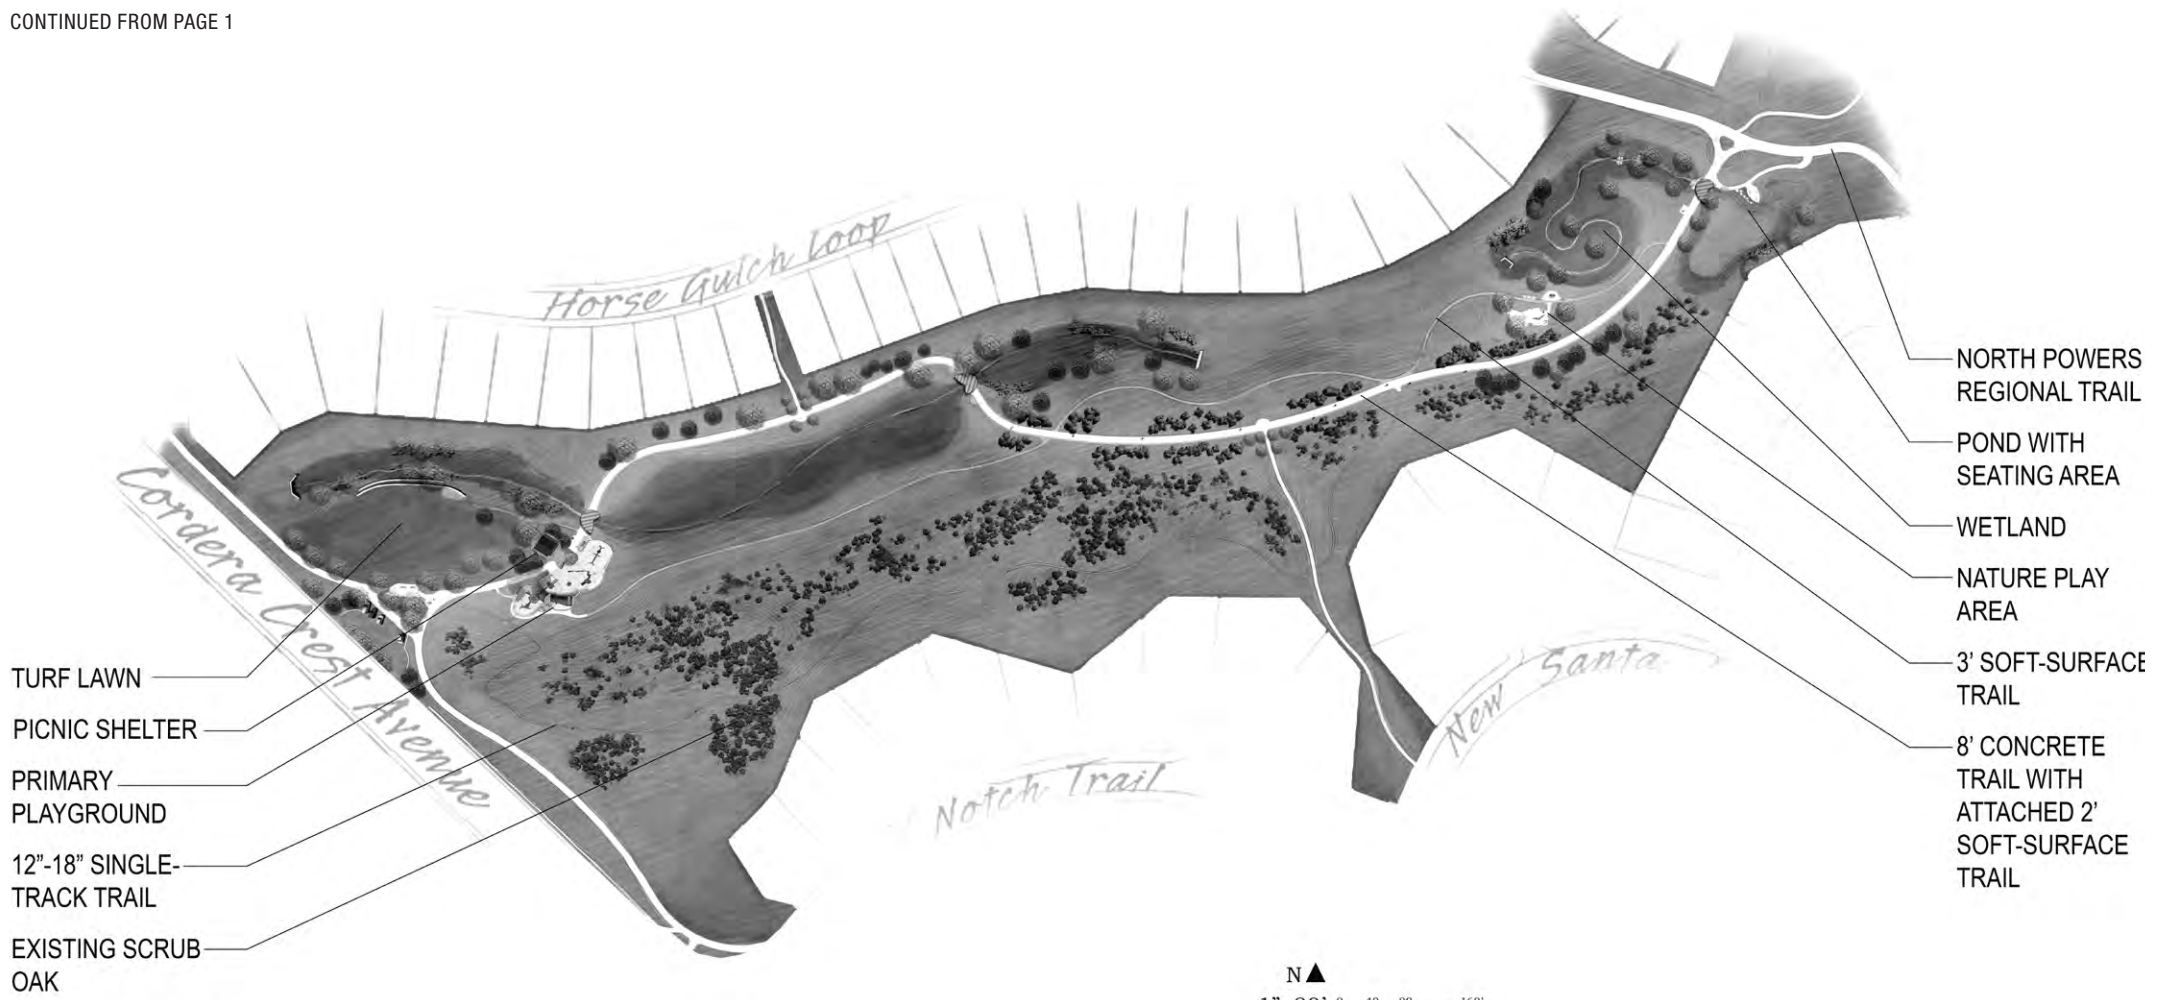 CONTINUED FROM PAGE 1
Horse Gulch Loop
Cordera Crest Avenue
Notch Trail
New Santa
TURF LAWN
PICNIC SHELTER
PRIMARY
PLAYGROUND
12”-18” SINGLE-
TRACK TRAIL
EXISTING SCRUB
OAK
NORTH POWERS
REGIONAL TRAIL
POND WITH
SEATING AREA
WETLAND
NATURE PLAY
AREA
3’ SOFT-SURFACE
TRAIL
8’ CONCRETE
TRAIL WITH
ATTACHED 2’
SOFT-SURFACE
TRAIL
N